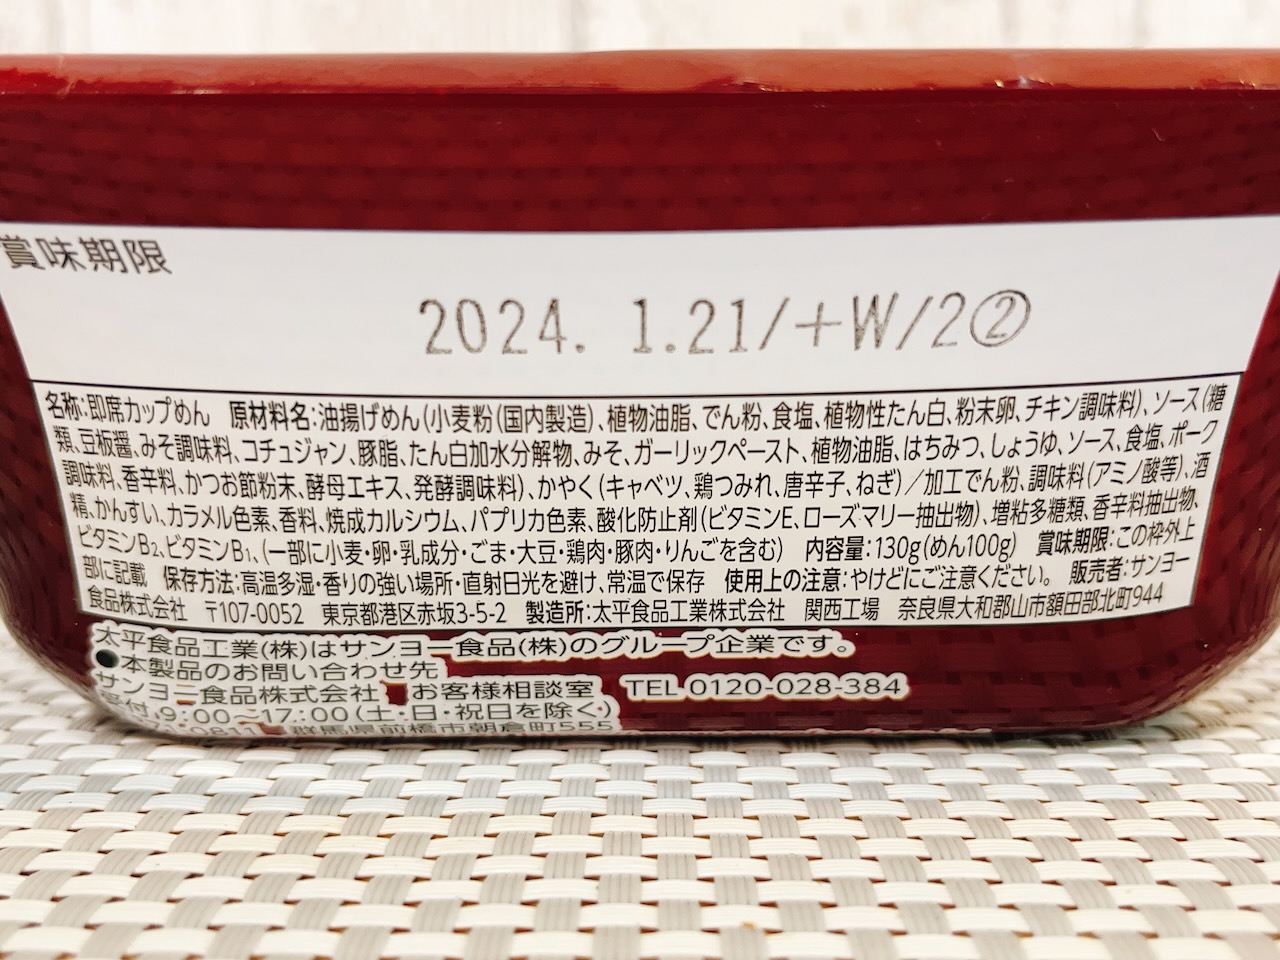 賞味期限
2024. 1.21/+W/2②
名称:即席カップめん 原材料名:油揚げめん(小麦粉(国内製造)、植物油脂、でん粉、食塩、植物性たん白、粉末卵、チキン調味料)、ソース(糖
類、豆板醤、みそ調味料、コチュジャン、豚脂、たん白加水分解物、みそ、ガーリックペースト、植物油脂、はちみつ、しょうゆ、ソース、食塩、ポーク
調味料、香辛料、かつお節粉末、酵母エキス、発酵調味料)、かやく(キャベツ、鶏つみれ、唐辛子、ねぎ)/加工でん粉、調味料(アミノ酸等)、酒
精、かんすい、カラメル色素、香料、焼成カルシウム、パプリカ色素、酸化防止剤(ビタミンE、ローズマリー抽出物)、増粘多糖類、香辛料抽出物、
ビタミンB₂、ビタミンB₁、(一部に小麦・卵・乳成分・ごま・大豆・鶏肉・豚肉・りんごを含む) 内容量:130g(めん100g) 賞味期限:この枠外上
部に記載 保存方法:高温多湿・香りの強い場所・直射日光を避け、常温で保存 使用上の注意:やけどにご注意ください。 販売者:サンヨー
食品株式会社 〒107-0052 東京都港区赤坂3-5-2 製造所:太平食品工業株式会社 関西工場 奈良県大和郡山市額田部北町944
太平食品工業(株)はサンヨー食品(株)のグループ企業です。
●本製品のお問い合わせ先
サンヨー食品株式会社 お客様相談室 TEL.0120-028-384
受付.9:00~17:00(土・日・祝日を除く)
0811 群馬県前橋市朝倉町555